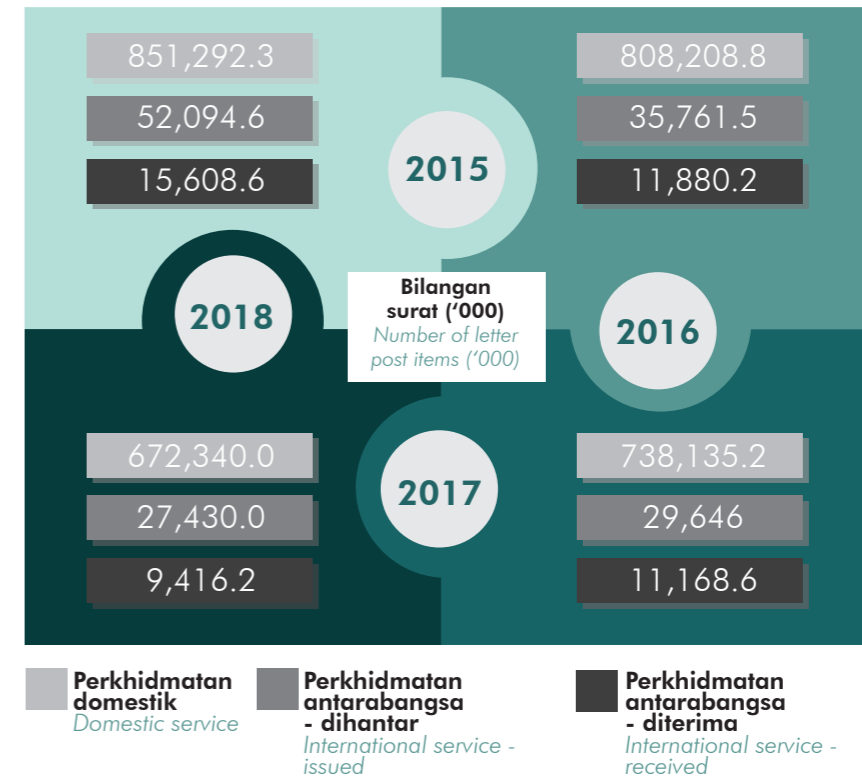 851,292.3
52,094.6
15,608.6
2015
808,208.8
35,761.5
11,880.2
2016
Bilangan
surat (‘000)
Number of letter
post items (‘000)
2018
672,340.0
27,430.0
9,416.2
2017
738,135.2
29,646
11,168.6
Perkhidmatan
domestik
Domestic service
Perkhidmatan
antarabangsa
- dihantar
International service -
issued
Perkhidmatan
antarabangsa
- diterima
International service -
received